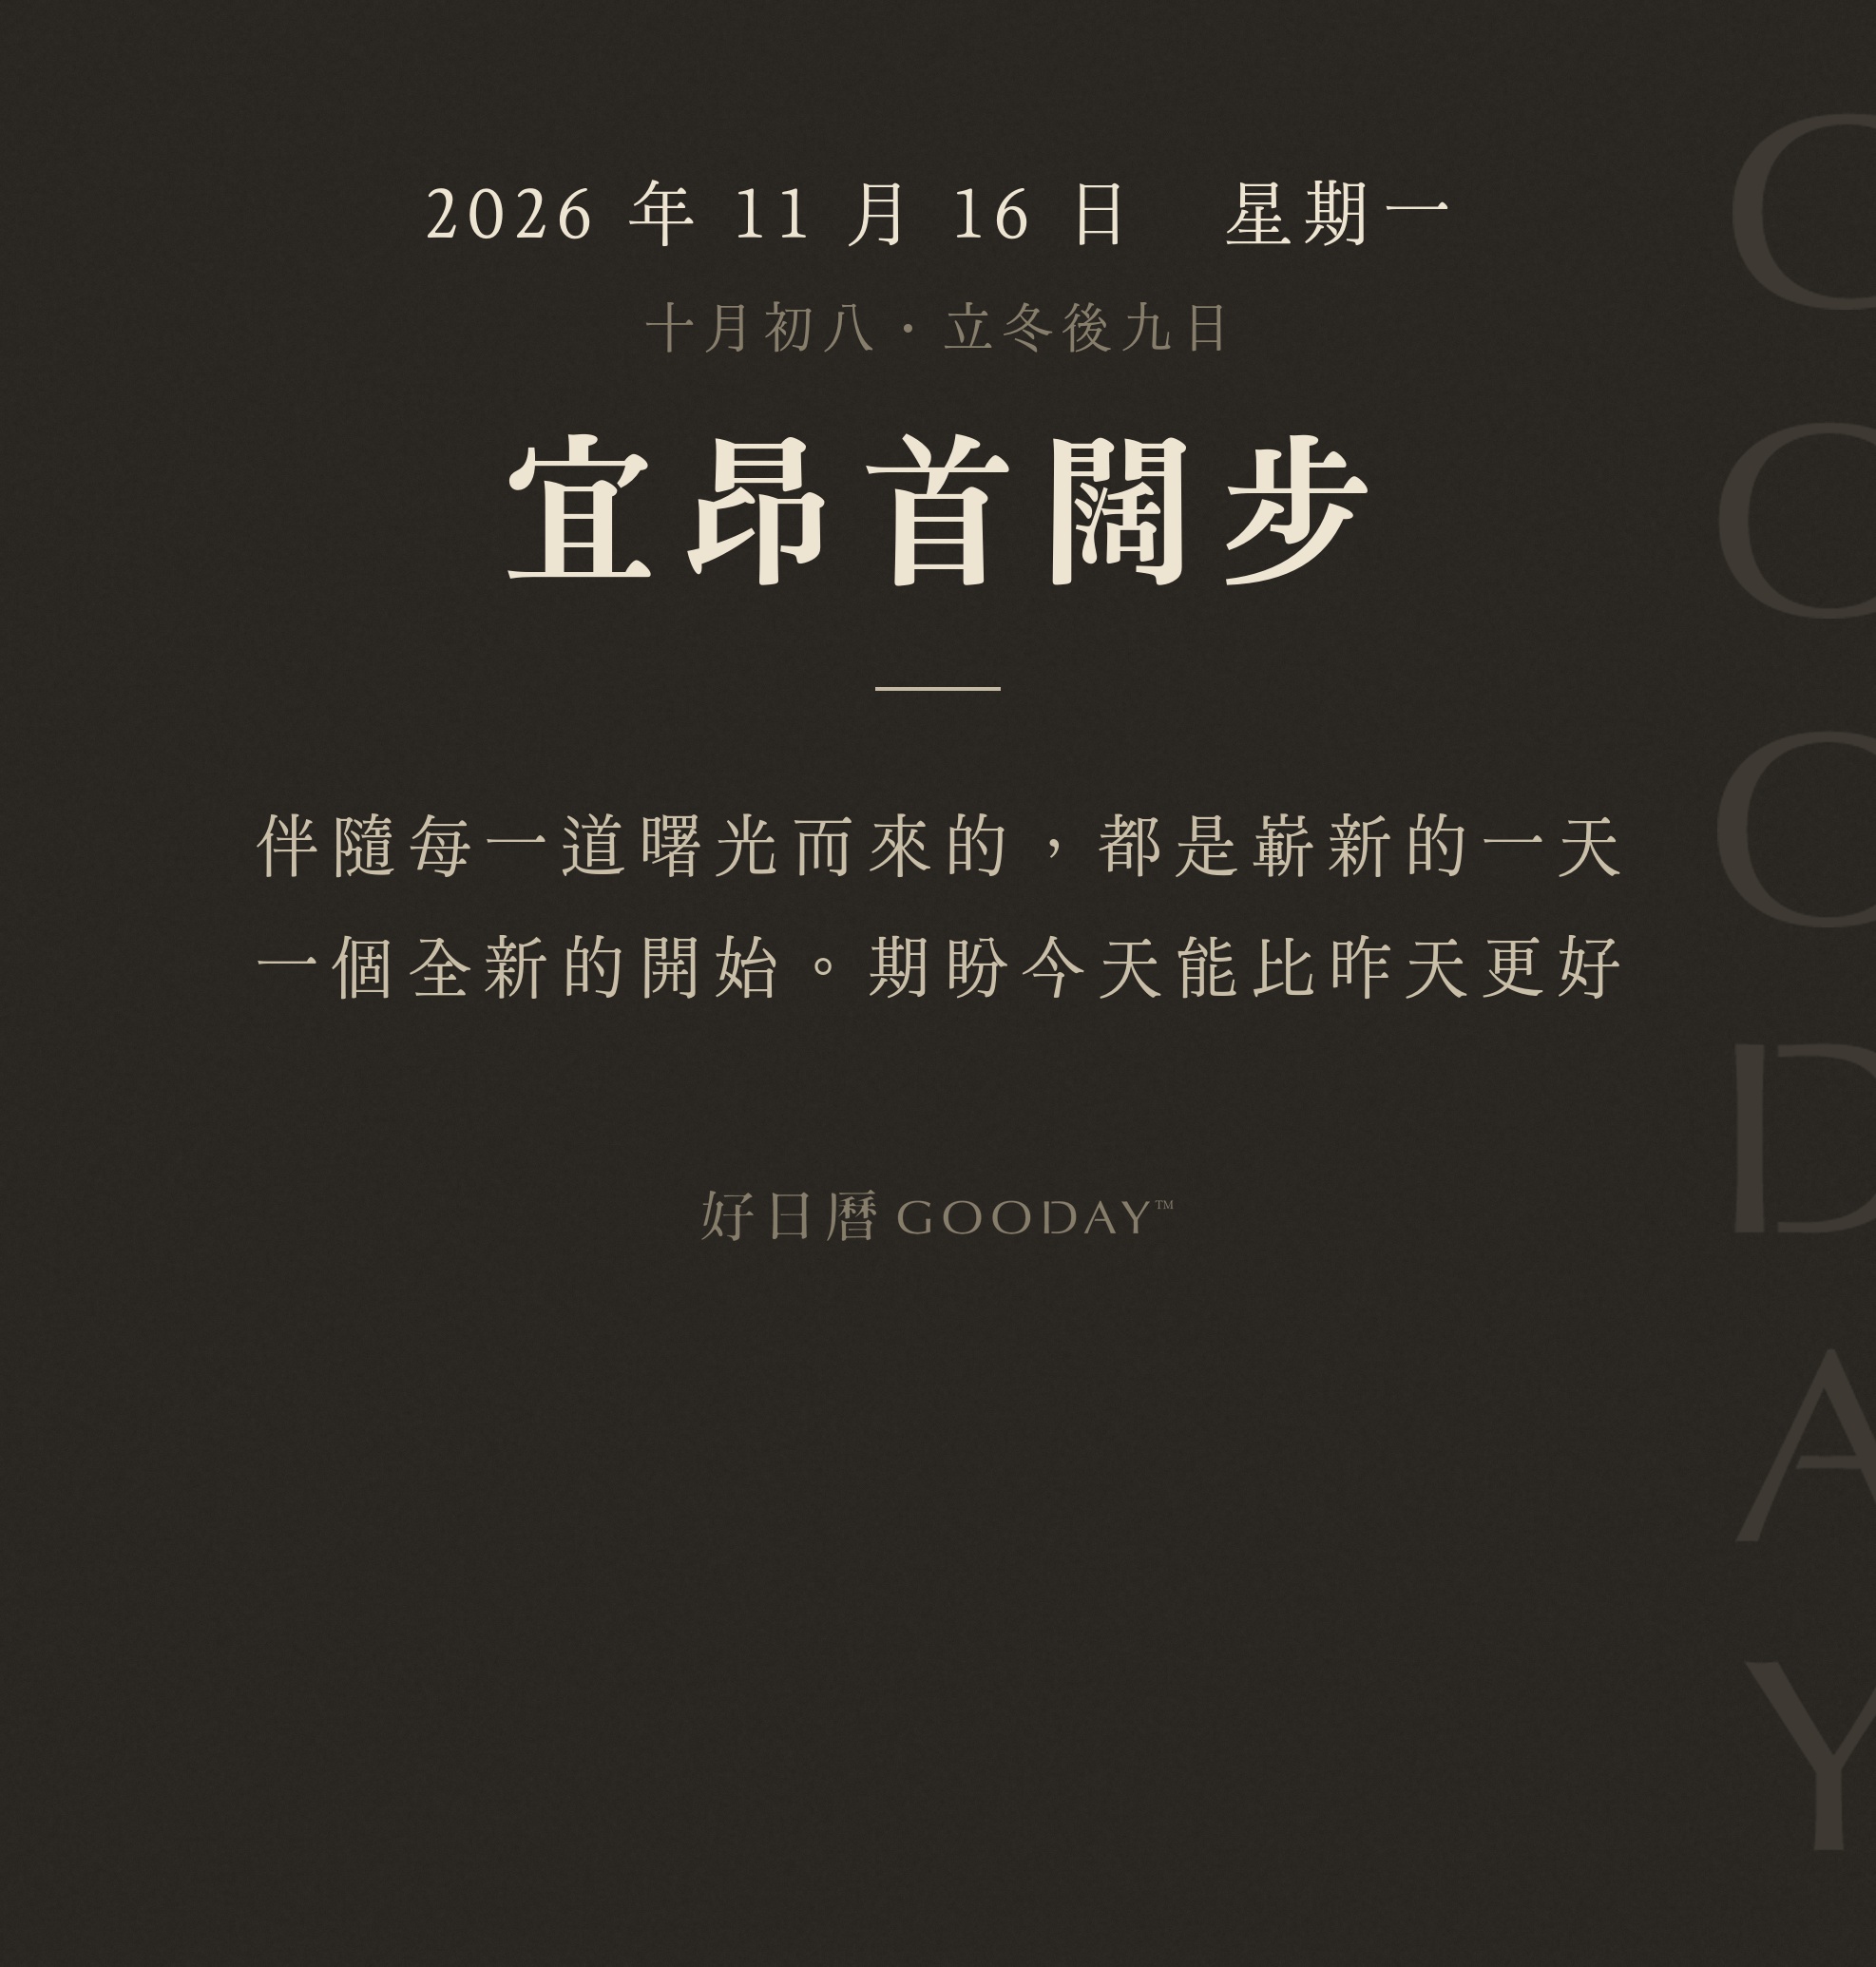 2026 年 11 月 16 日　星期一
十月初八・立冬後九日
宜昂首闊步
伴隨每一道曙光而來的，都是嶄新的一天
一個全新的開始。期盼今天能比昨天更好
好日曆 GOODAY™
GOODAY